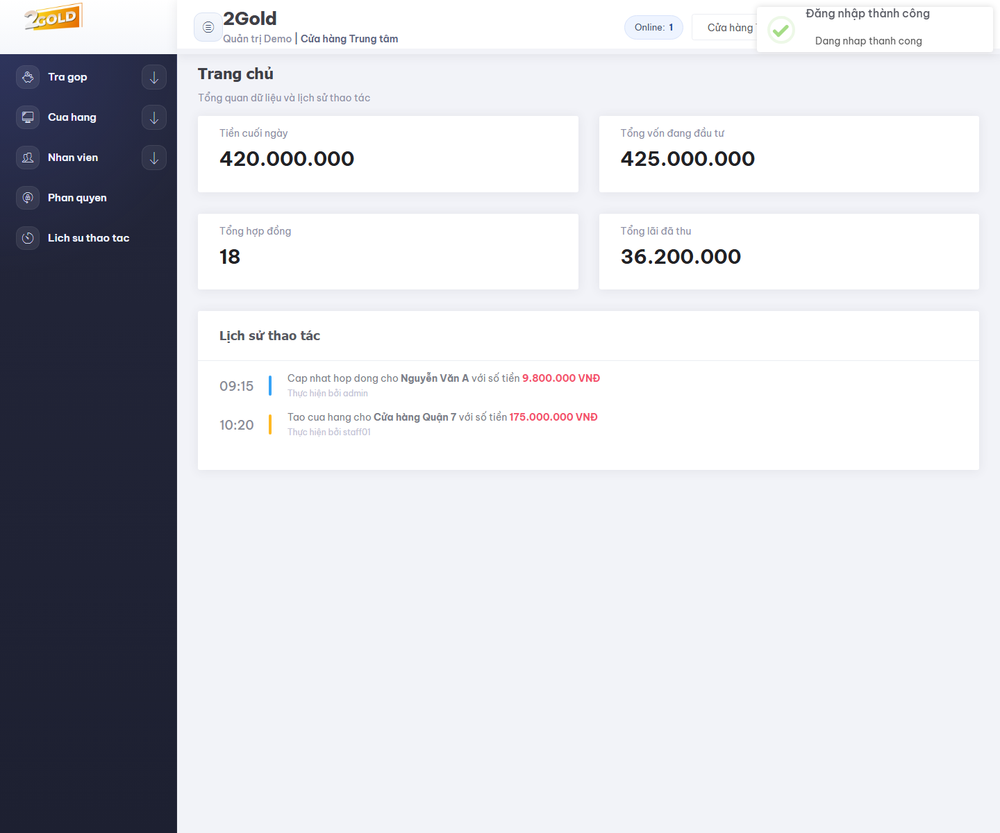 2GOLD
2Gold
Quản trị Demo | Cửa hàng Trung tâm
Online: 1
Cửa hàng
Đăng nhập thành công
Dang nhap thanh cong
Tra gop
Cua hang
Nhan vien
Phan quyen
Lich su thao tac
Trang chủ
Tổng quan dữ liệu và lịch sử thao tác
Tiền cuối ngày
420.000.000
Tổng vốn đang đầu tư
425.000.000
Tổng hợp đồng
18
Tổng lãi đã thu
36.200.000
Lịch sử thao tác
09:15
Cap nhat hop dong cho Nguyễn Văn A với số tiền 9.800.000 VNĐ
Thực hiện bởi admin
10:20
Tao cua hang cho Cửa hàng Quận 7 với số tiền 175.000.000 VNĐ
Thực hiện bởi staff01